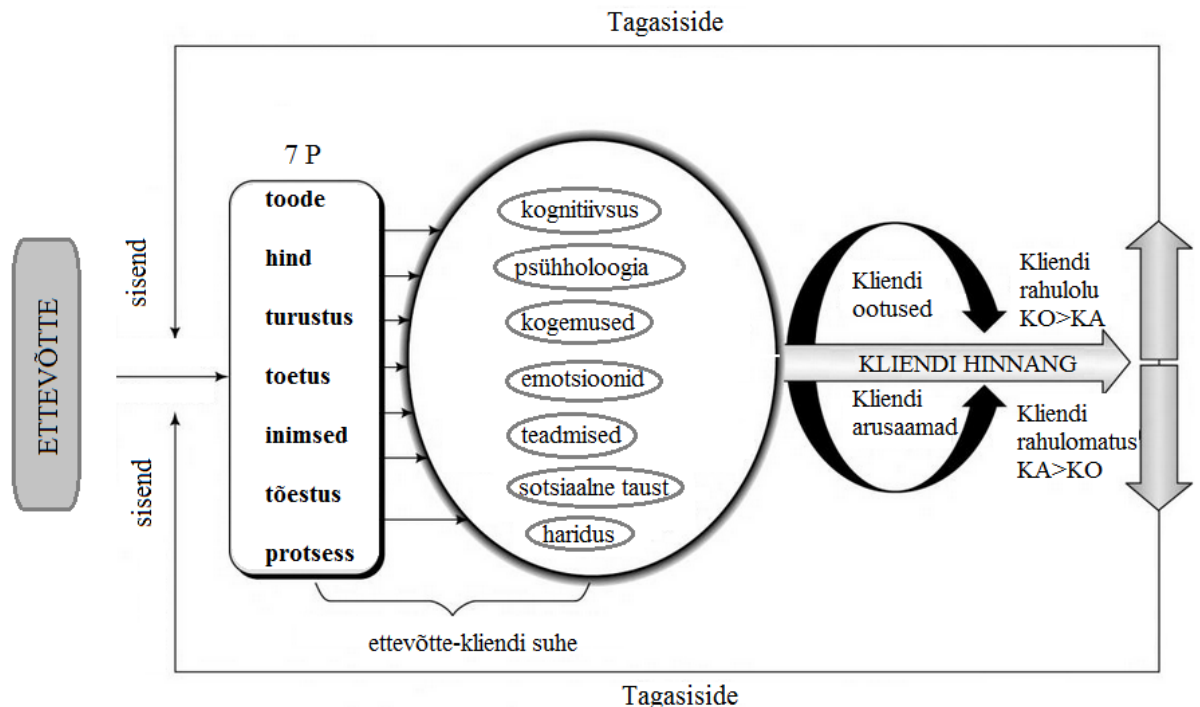 Tagasiside
ETTEVÕTTE
sisend
sisend
7 P
toode
hind
turustus
toetus
inimsed
tõestus
protsess
kognitiivsus
psühholoogia
kogemused
emotsioonid
teadmised
sotsiaalne taust
haridus
ettevõtte-kliendi suhe
Kliendi
ootused
KLIENDI HINNANG
Kliendi
arusaamad
Kliendi
rahulolu
KO>KA
Kliendi
rahulomatus
KA>KO
Tagasiside